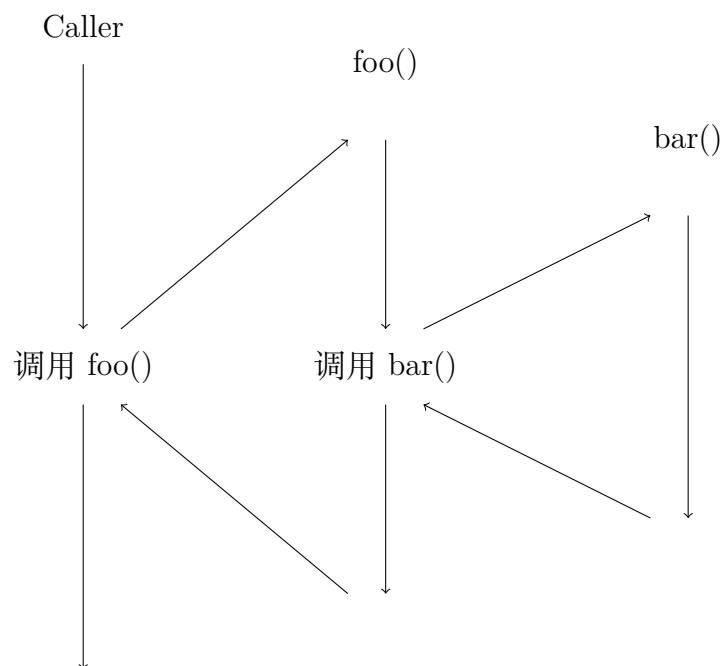 Caller
foo()
bar()
调用 foo()
调用 bar()